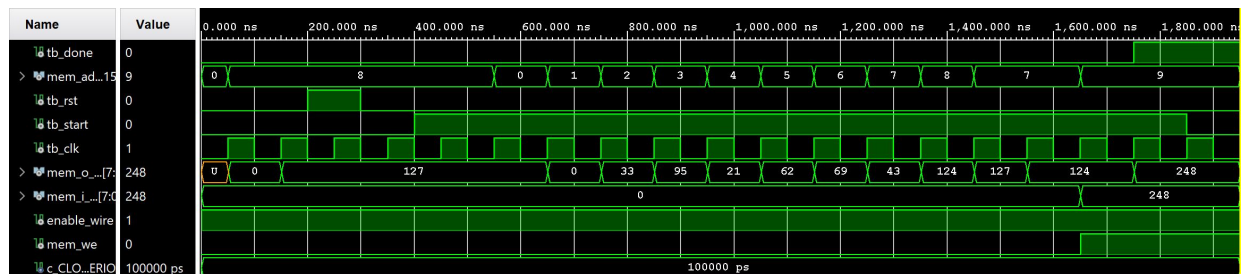 Name Value 0.000 ns 200.000 ns 400.000 ns 600.000 ns 800.000 ns 1,000.000 ns 1,200.000 ns 1,400.000 ns 1,600.000 ns 1,800.000 n
tb_done 0
mem_ad...15 9 0 8 0 1 2 3 4 5 6 7 8 7 9
tb_rst 0
tb_start 0
tb_clk 1
mem_o_...[7: 248 U 0 127 0 33 95 21 62 69 43 124 127 124 248
mem_i_...[7:0 248 0 248
enable_wire 1
mem_we 0
c_CLO...ERIO 100000 ps 100000 ps